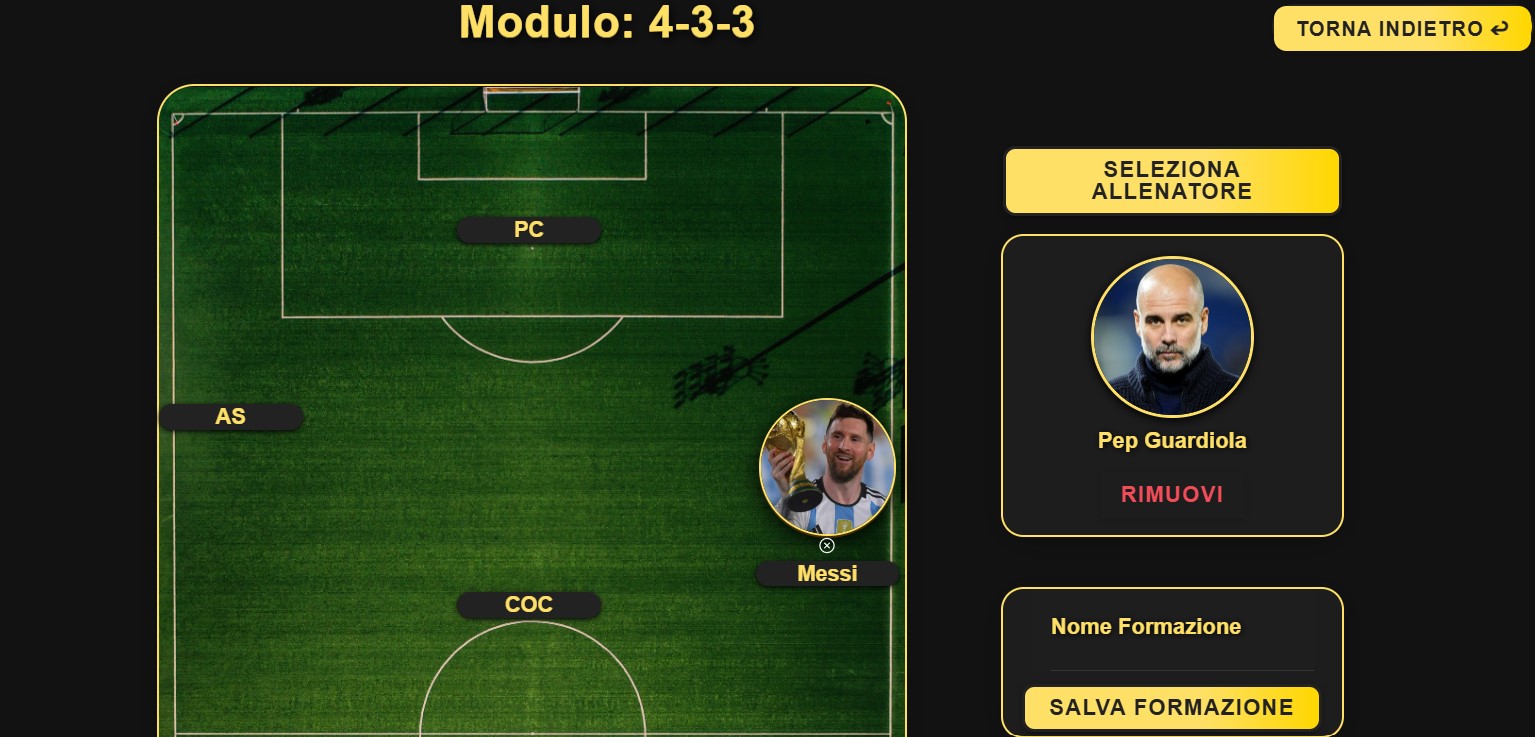 Modulo: 4-3-3
TORNA INDIETRO ↩
PC
AS
Messi
COC
SELEZIONA
ALLENATORE
Pep Guardiola
RIMUOVI
Nome Formazione
SALVA FORMAZIONE